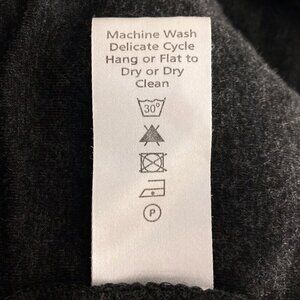 Machine Wash
Delicate Cycle
Hang or Flat to
Dry or Dry
Clean
30°
P